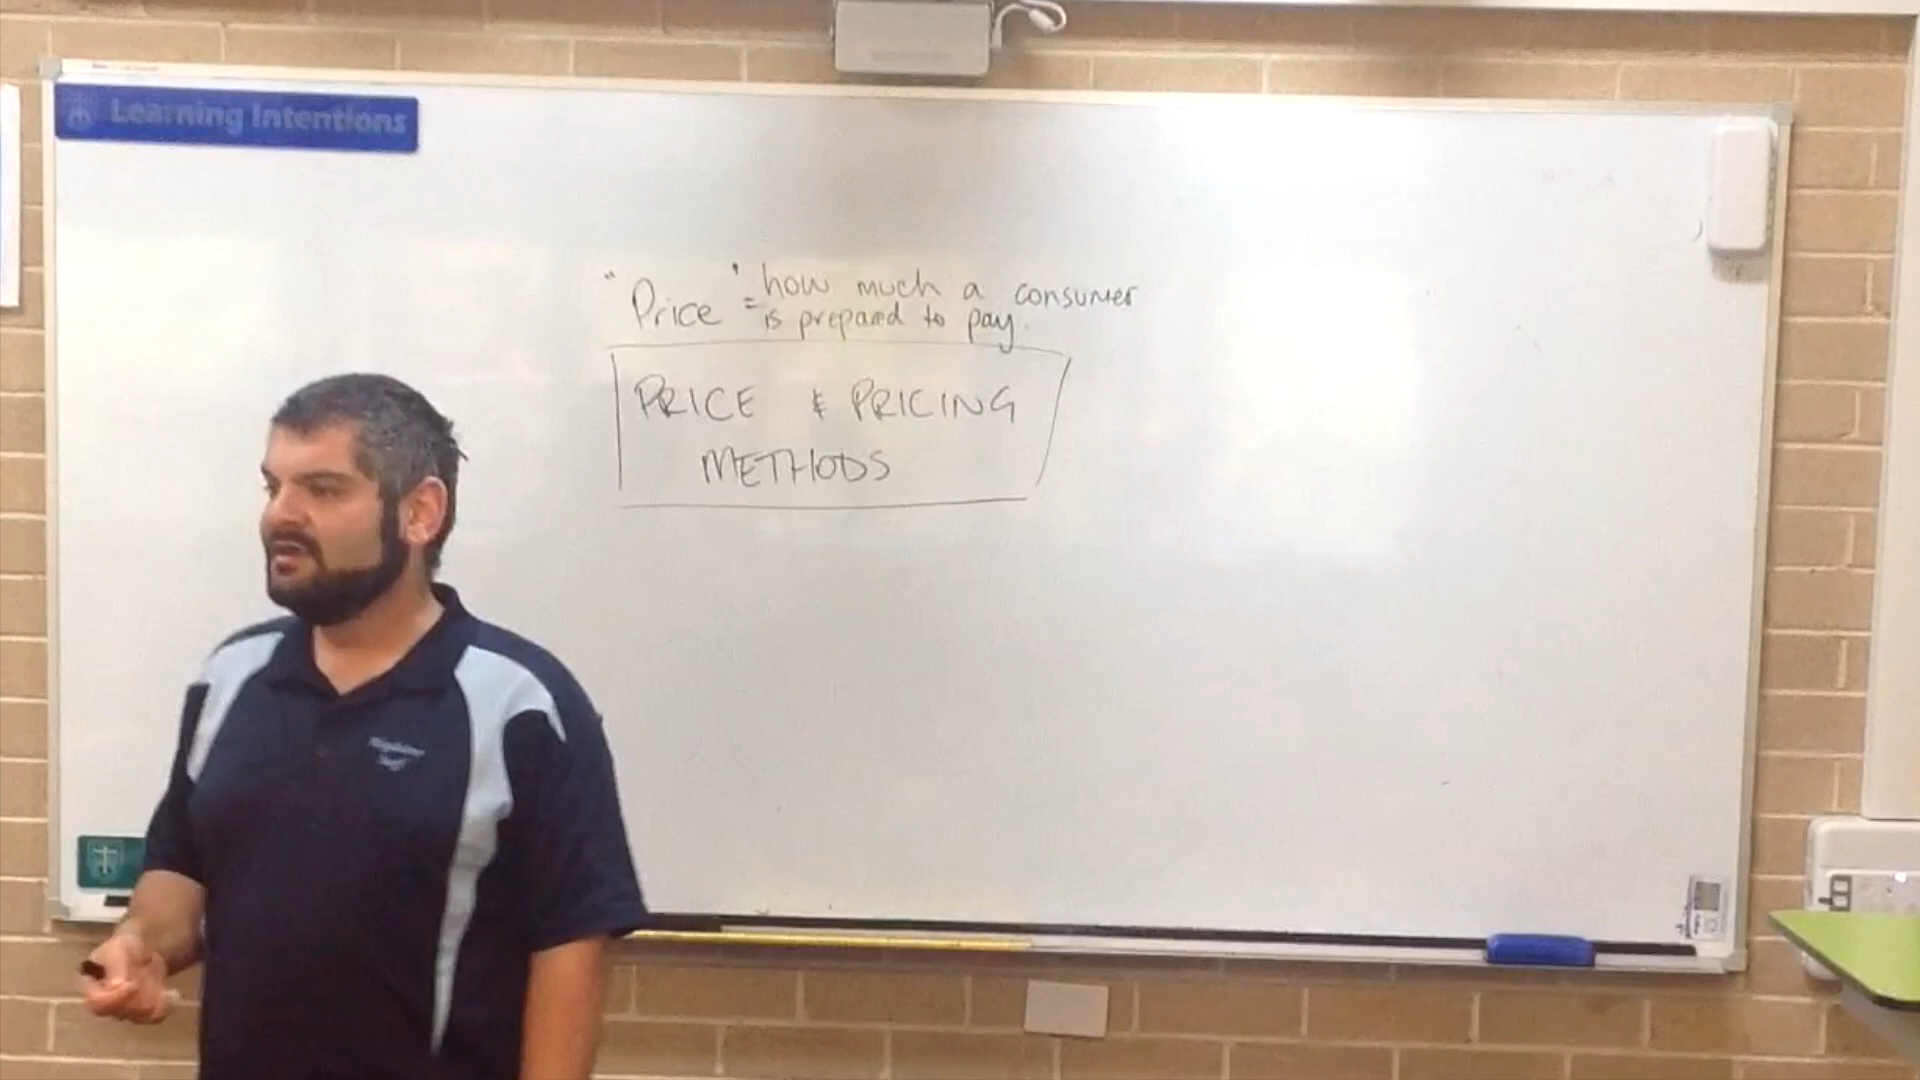 Learning Intentions
"Price" = how much a consumer
is prepared to pay.
PRICE & PRICING
METHODS